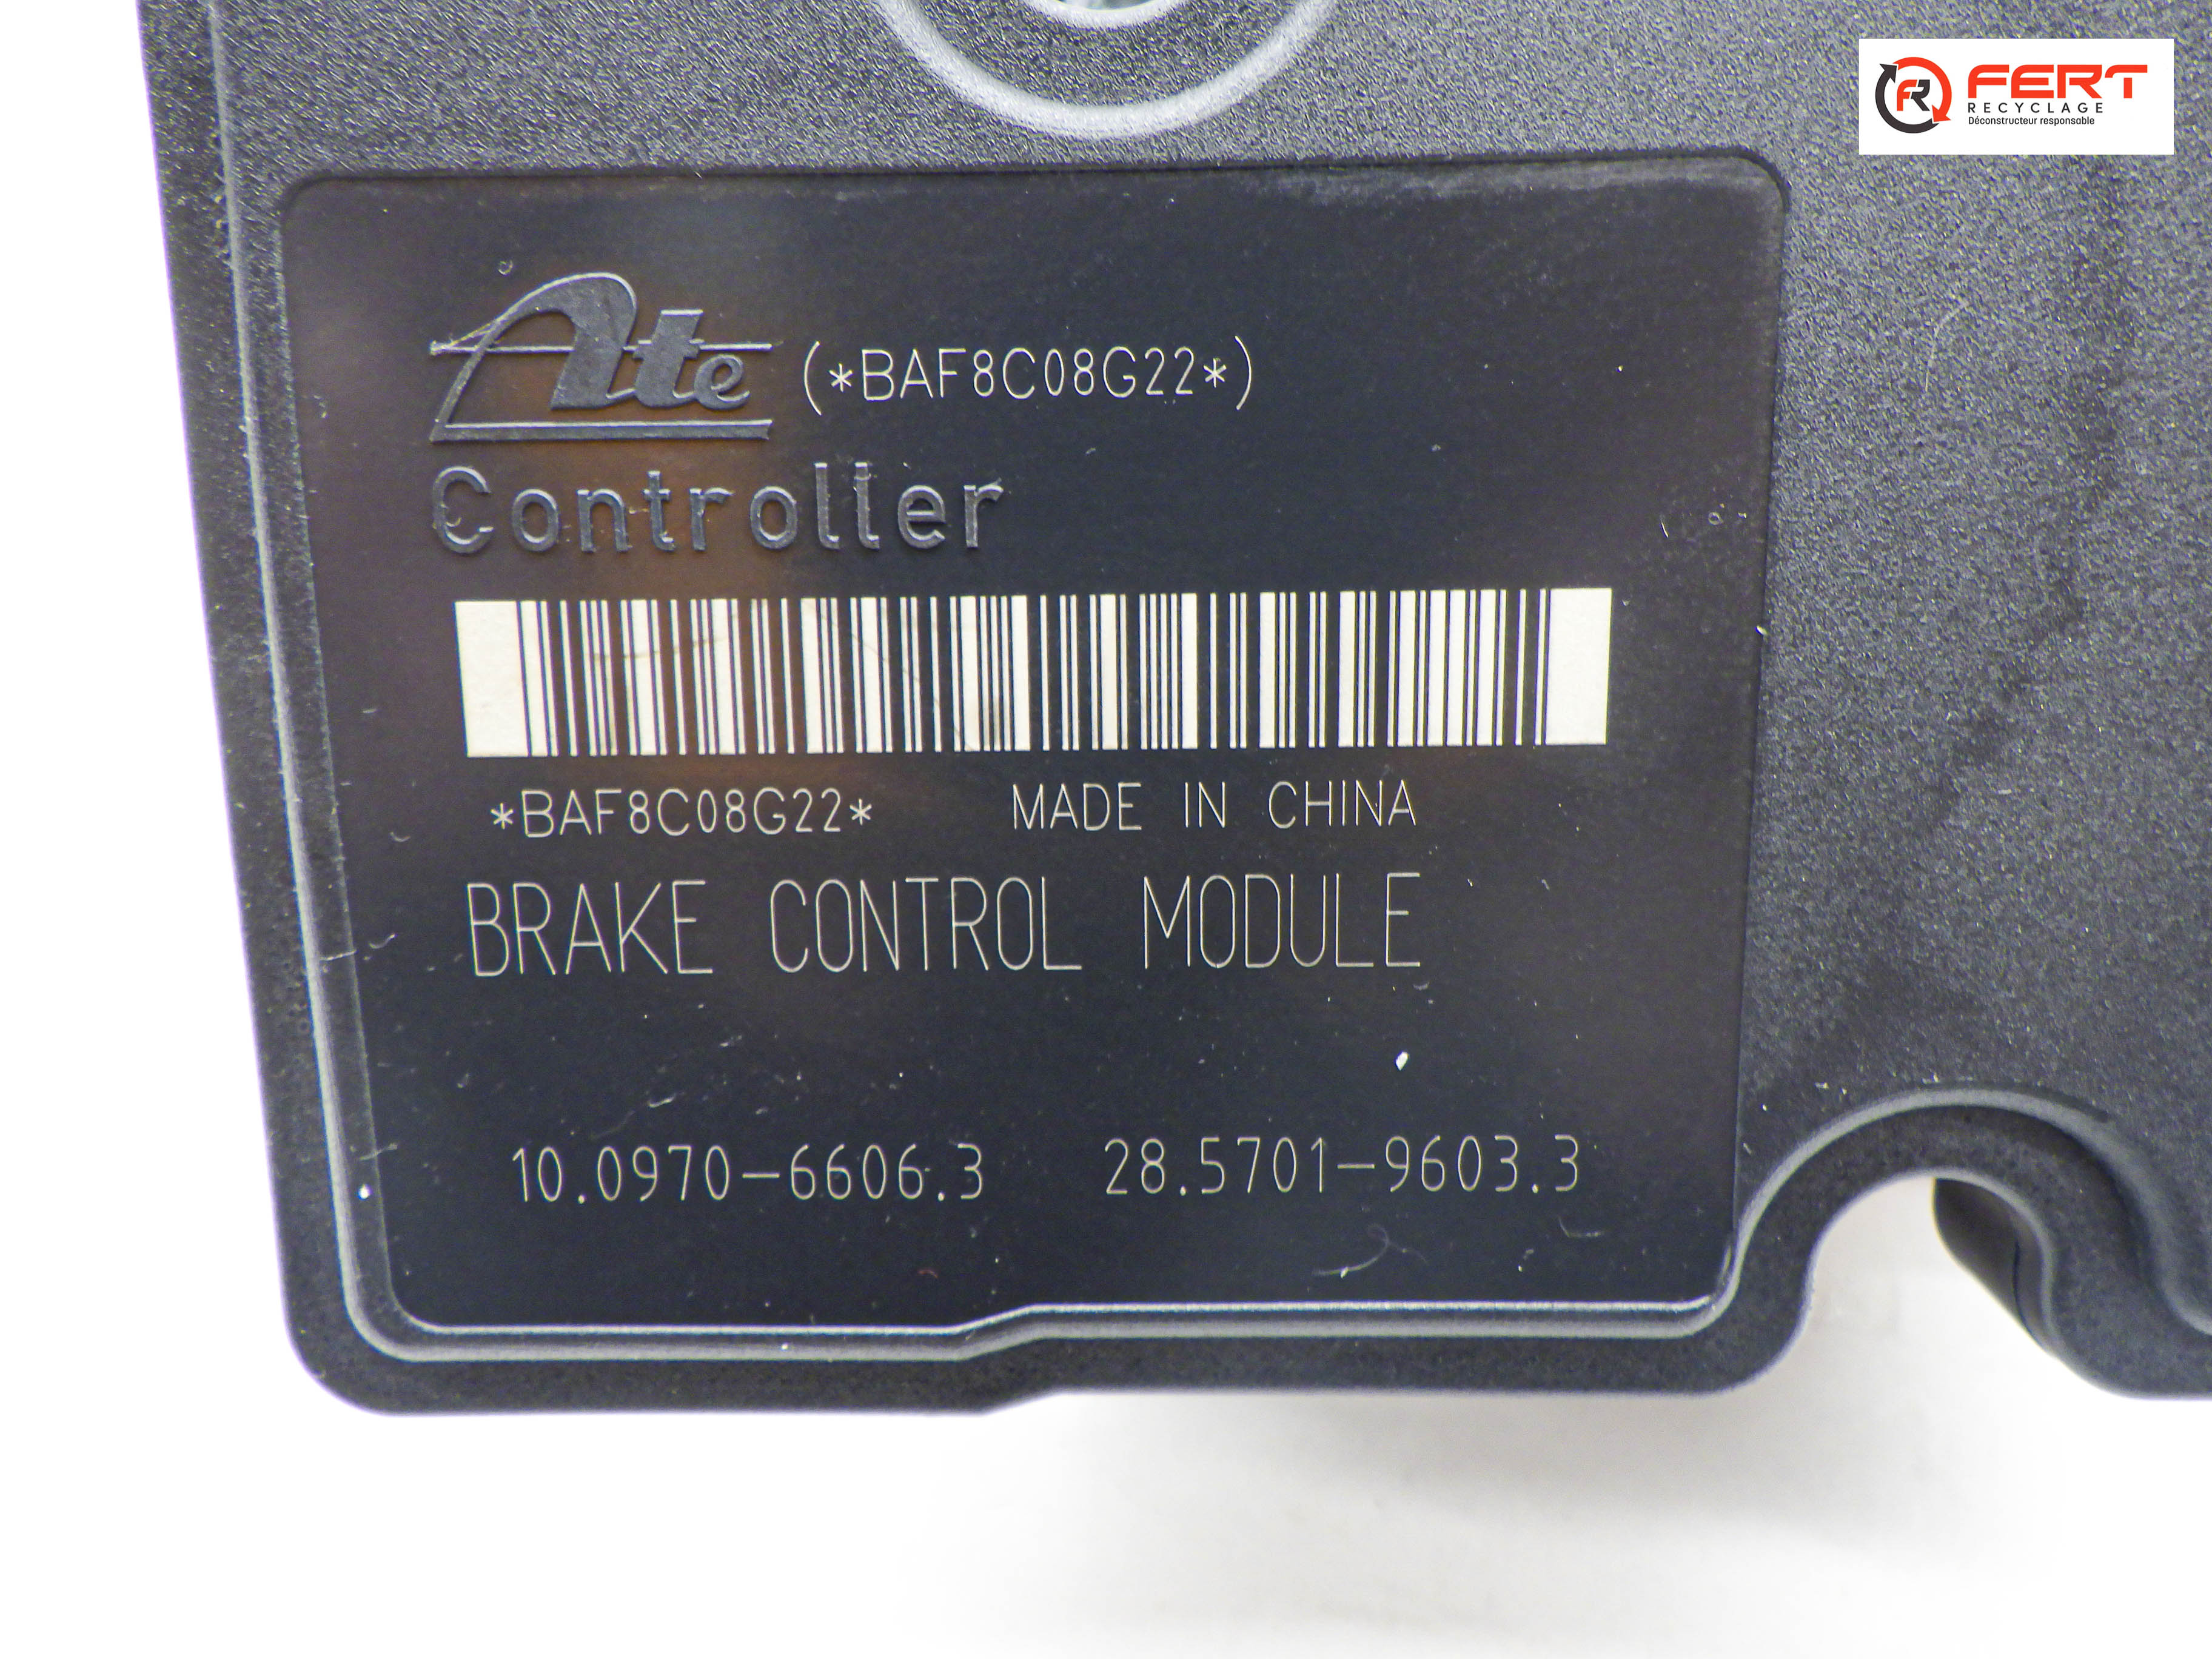 FERT
RECYCLAGE
Déconstructeur responsable
Ate (*BAF8C08G22*)
Controller
*BAF8C08G22* MADE IN CHINA
BRAKE CONTROL MODULE
10.0970-6606.3 28.5701-9603.3